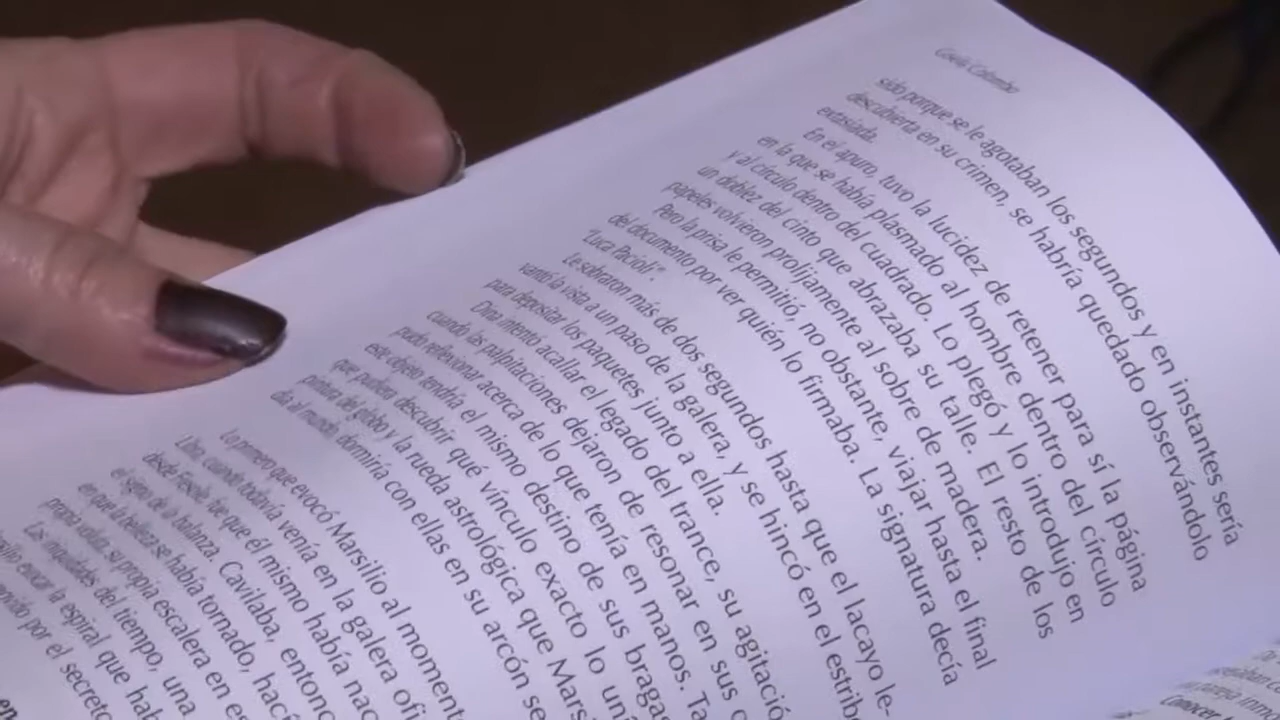 Gisela Colombo
sido porque se le agotaban los segundos y en instantes sería
descubierta en su crimen, se habría quedado observándolo
extasiada.
En el apuro, tuvo la lucidez de retener para sí la página
en la que se había plasmado al hombre dentro del círculo
y al círculo dentro del cuadrado. Lo plegó y lo introdujo en
un doblez del cinto que abrazaba su talle. El resto de los
papeles volvieron prolijamente al sobre de madera.
Pero la prisa le permitió, no obstante, viajar hasta el final
de documento por ver quién lo firmaba. La signatura decía
"Luca Pacioli".
Le sobraron más de dos segundos hasta que el lacayo le-
vantó la vista a un paso de la galera, y se hincó en el estribo
para depositar los paquetes junto a ella.
Dina intentó acallar el legado del trance, su agitació
cuando las palpitaciones dejaron de resonar en sus
pudo reflexionar acerca de lo que tenía en manos. Ta
este objeto tendría el mismo destino de sus bragas
que pudiera descubrir qué vínculo exacto lo uní
pintura del globo y la rueda astrológica que Mars
dia al mundo, dormiría con ellas en su arcón se
Lo primero que evocó Marsilio al moment
Lina, cuando todavía venía en la galera ofi
desde Fiesole fue que él mismo había nac
el signo de la balanza. Cavilaba, entonc
en que la belleza se había tornado, haci
propia valía, su propia escalera en es
Las maldades del tiempo, una
evocar la espiral que hab
por el secreto
en
Conocer